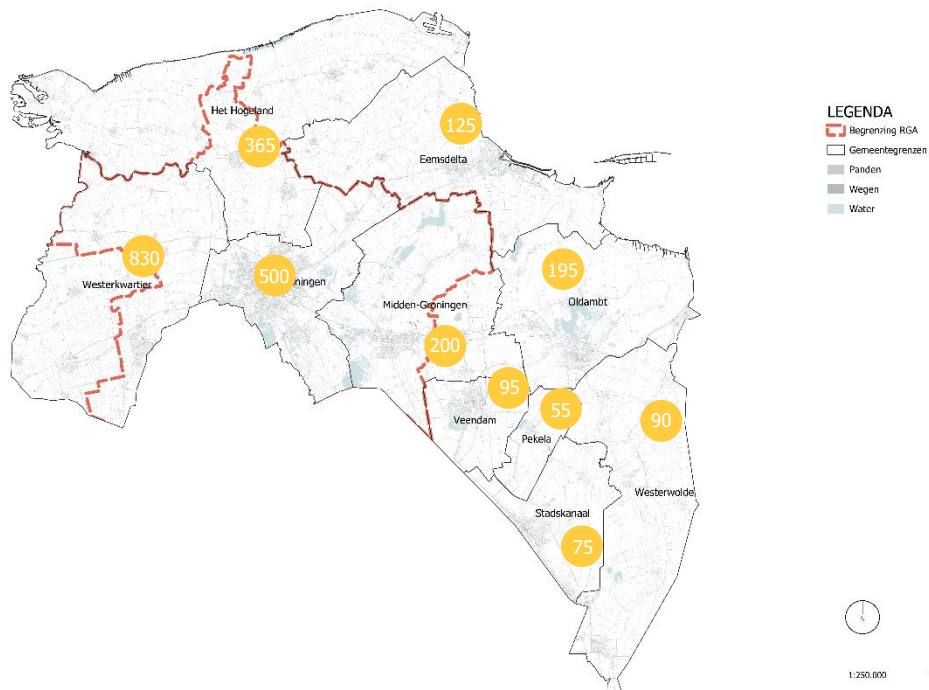 Het Hogeland
365
125
Eemsdelta
LEGENDA
Begrenzing RGA
Gemeentegrenzen
Panden
Wegen
Water
830
Westerkwartier
500
ningen
195
Oldambt
Midden-Groningen
200
95
Veendam
55
Pekela
90
Westerwolde
Stadskanaal
75
N
1:250.000